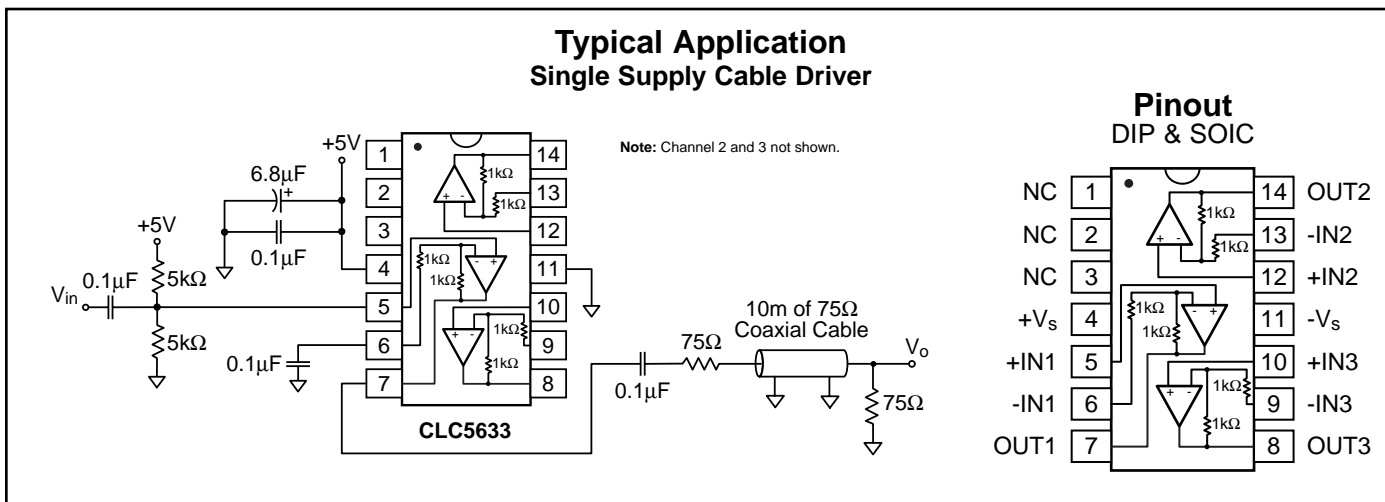 Typical Application
Single Supply Cable Driver
Note: Channel 2 and 3 not shown.
+5V
6.8µF
+
0.1µF
+5V
0.1µF
5kΩ
Vin
5kΩ
0.1µF
1
2
3
4
5
6
7
14
13
12
11
10
9
8
1kΩ
1kΩ
+ -
1kΩ
1kΩ
- +
1kΩ
1kΩ
+ -
CLC5633
0.1µF
75Ω
10m of 75Ω
Coaxial Cable
Vo
75Ω
Pinout
DIP & SOIC
NC 1
NC 2
NC 3
+Vs 4
+IN1 5
-IN1 6
OUT1 7
14 OUT2
13 -IN2
12 +IN2
11 -Vs
10 +IN3
9 -IN3
8 OUT3
1kΩ
1kΩ
+ -
1kΩ
1kΩ
- +
1kΩ
1kΩ
+ -